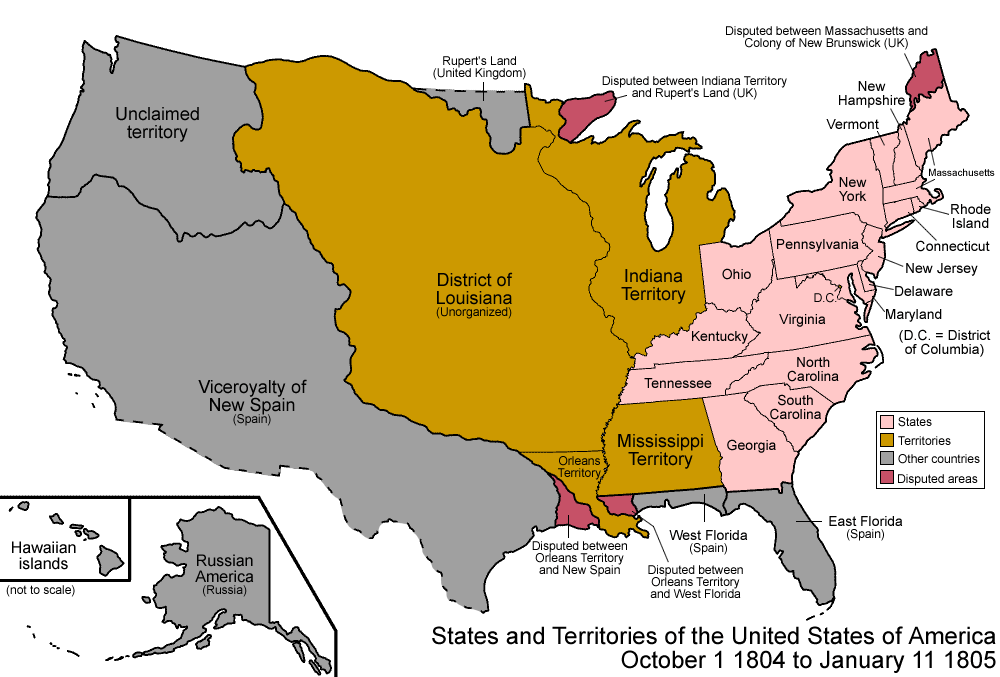 Disputed between Massachusetts and
Colony of New Brunswick (UK)
Rupert's Land
(United Kingdom)
Disputed between Indiana Territory
and Rupert's Land (UK)
New
Hampshire
Vermont
Unclaimed
territory
Massachusetts
New
York
Rhode
Island
Connecticut
Pennsylvania
New Jersey
Ohio
Delaware
D.C.
Maryland
(D.C. = District
of Columbia)
District of
Louisiana
(Unorganized)
Indiana
Territory
Virginia
Kentucky
North
Carolina
Tennessee
South
Carolina
Viceroyalty of
New Spain
(Spain)
Mississippi
Territory
Georgia
States
Territories
Other countries
Disputed areas
Orleans
Territory
West Florida
(Spain)
East Florida
(Spain)
Disputed between
Orleans Territory
and New Spain
Disputed between
Orleans Territory
and West Florida
Hawaiian
islands
(not to scale)
Russian
America
(Russia)
States and Territories of the United States of America
October 1 1804 to January 11 1805